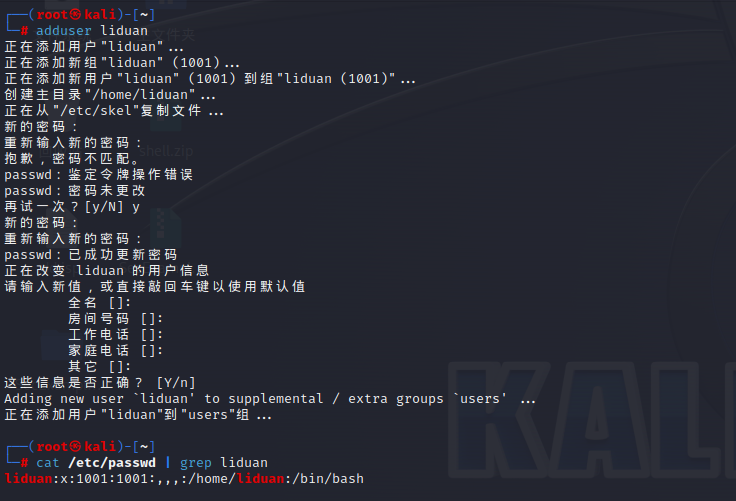 ┌──(root㉿kali)-[~]
└─# adduser liduan
正在添加用户"liduan"...
正在添加新组"liduan" (1001)...
正在添加新用户"liduan" (1001) 到组"liduan (1001)"...
创建主目录"/home/liduan"...
正在从"/etc/skel"复制文件...
新的密码：
重新输入新的密码：
抱歉，密码不匹配。
passwd：鉴定令牌操作错误
passwd：密码未更改
再试一次？[y/N] y
新的密码：
重新输入新的密码：
passwd：已成功更新密码
正在改变 liduan 的用户信息
请输入新值，或直接敲回车键以使用默认值
全名 []:
房间号码 []:
工作电话 []:
家庭电话 []:
其它 []:
这些信息是否正确？ [Y/n]
Adding new user `liduan' to supplemental / extra groups `users' ...
正在添加用户"liduan"到"users"组...
┌──(root㉿kali)-[~]
└─# cat /etc/passwd | grep liduan
liduan:x:1001:1001:,,,:/home/liduan:/bin/bash
shell.zip
KALI